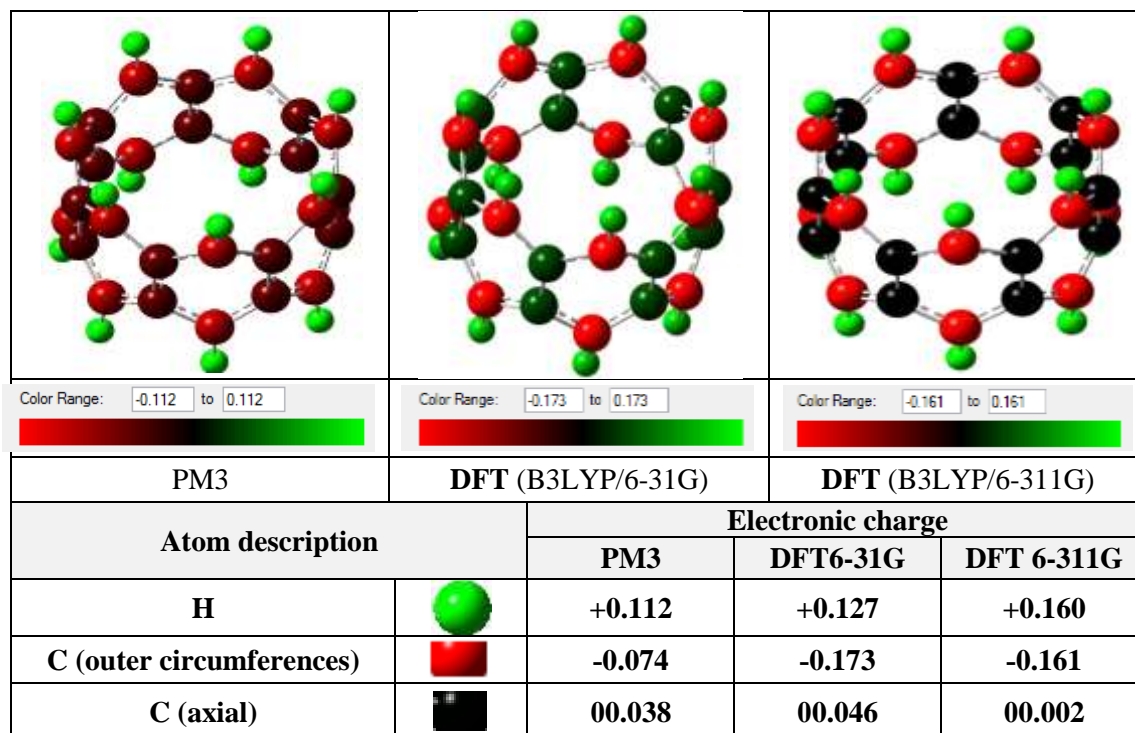 Color Range: -0.112 to 0.112
Color Range: -0.173 to 0.173
Color Range: -0.161 to 0.161
PM3 DFT (B3LYP/6-31G) DFT (B3LYP/6-311G)
Atom description Electronic charge
PM3 DFT6-31G DFT 6-311G
H +0.112 +0.127 +0.160
C (outer circumferences) -0.074 -0.173 -0.161
C (axial) 00.038 00.046 00.002